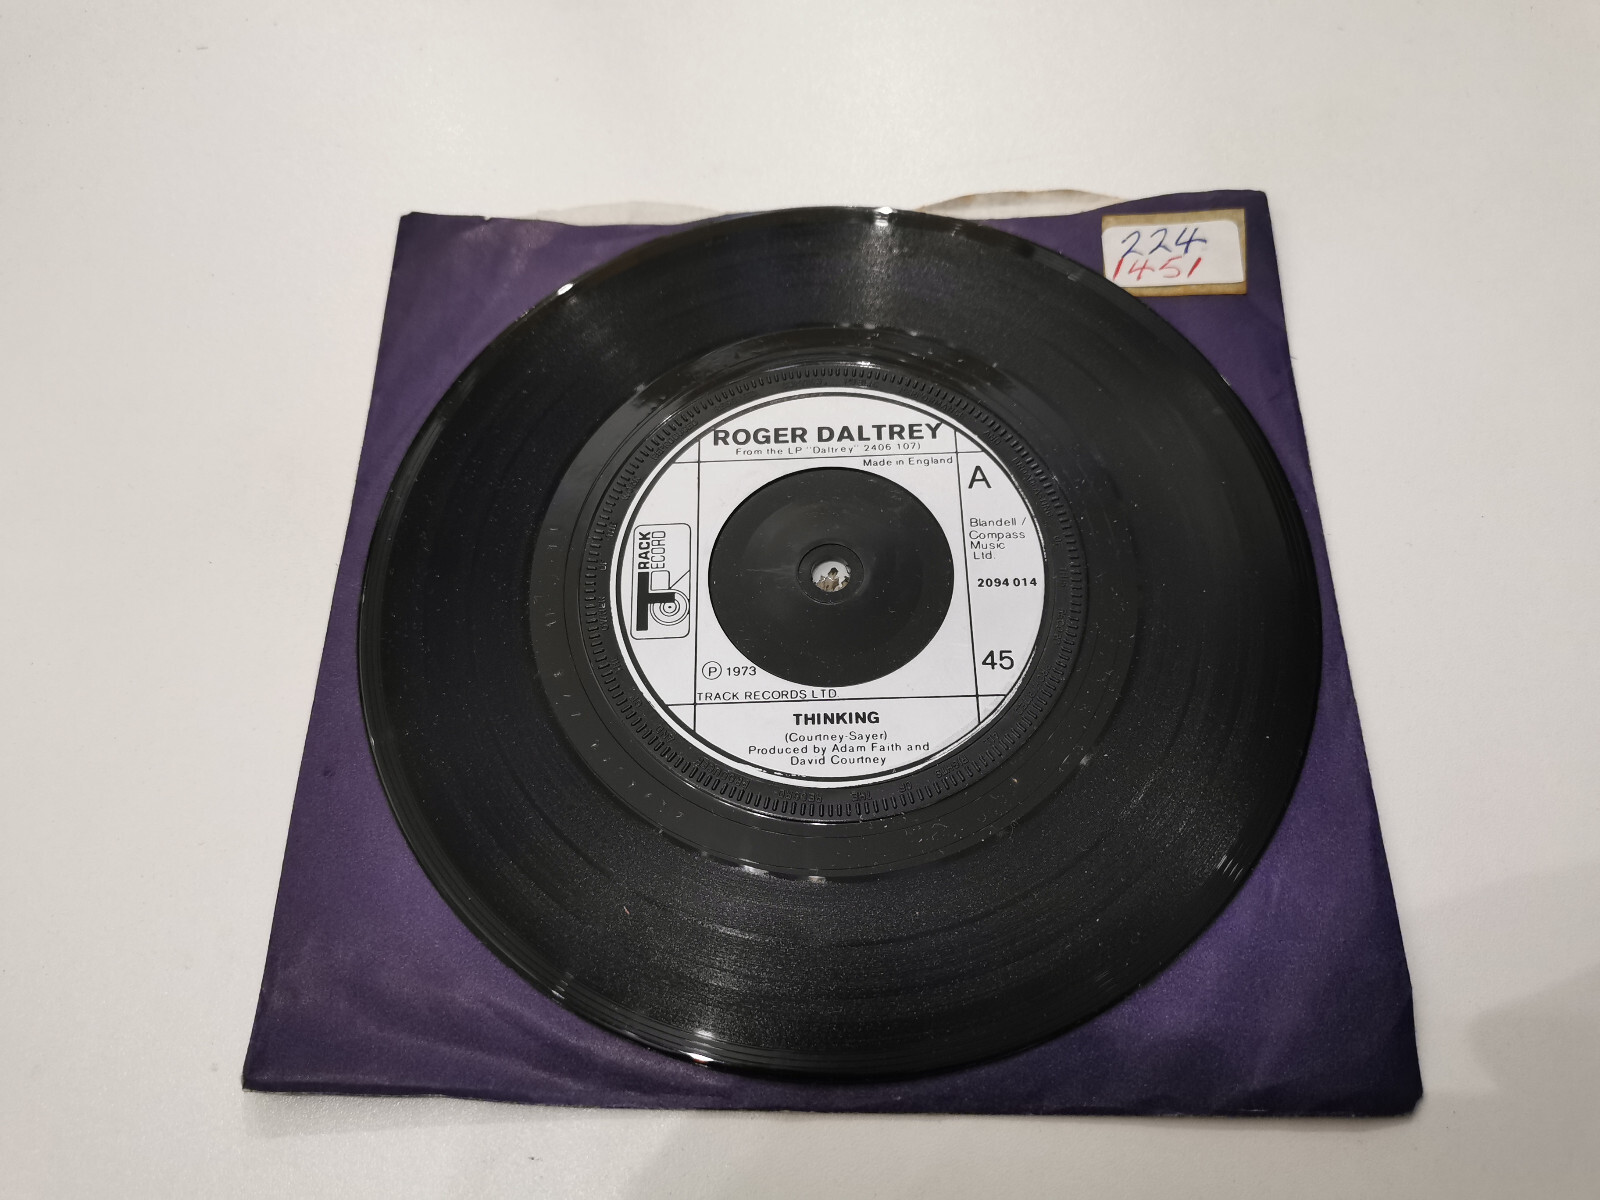 224
1451
ROGER DALTREY
From the LP "Daltrey" 2406 107)
Made in England
A
Blandell /
Compass
Music
Ltd.
2094 014
TRACK
RECORD
45
Ⓟ 1973
TRACK RECORDS LTD.
THINKING
(Courtney-Sayer)
Produced by Adam Faith and
David Courtney